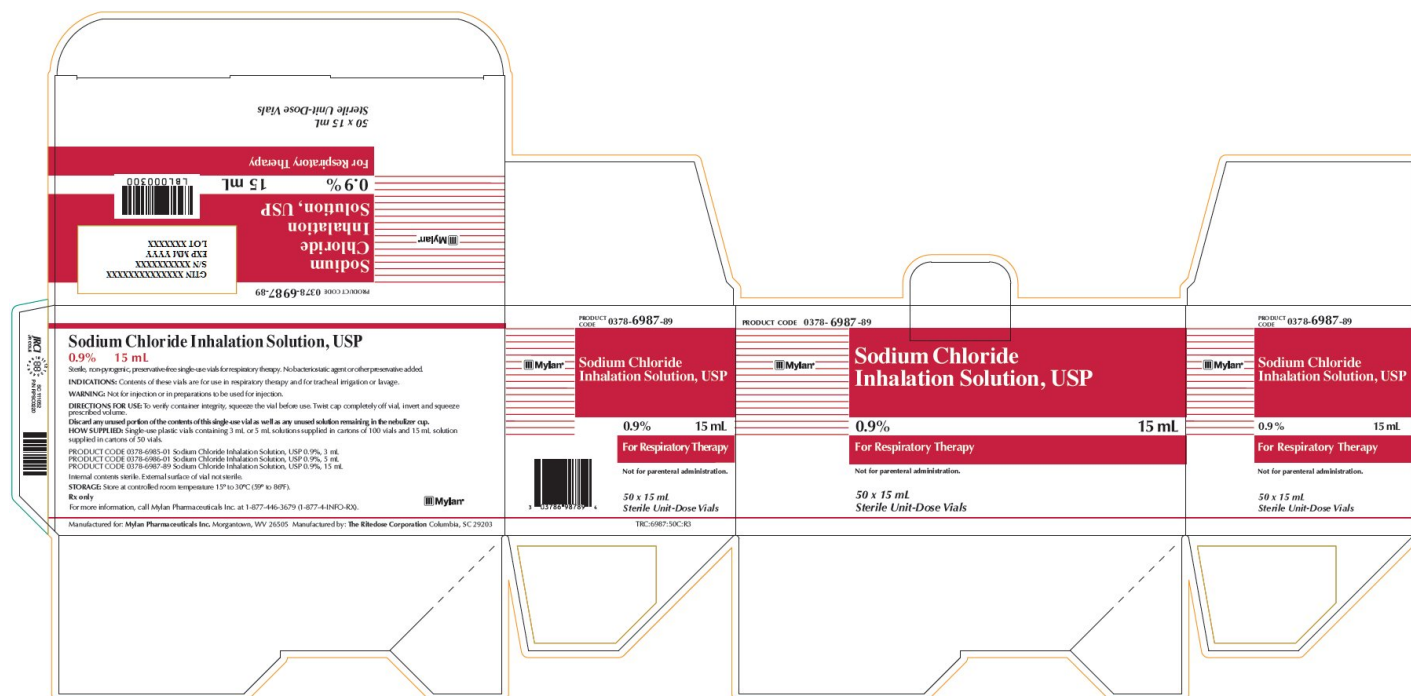 50 x 15 mL
Sterile Unit-Dose Vials
For Respiratory Therapy
0.9% 15 mL
LBL000300
Sodium
Chloride
Inhalation
Solution, USP
Mylan
GTIN XXXXXXXXXXXXXX
S/N XXXXXXXXXX
EXP MM YYYY
LOT XXXXXXX
PRODUCT CODE 0378-6987-89
Sodium Chloride Inhalation Solution, USP
0.9% 15 mL
Sterile, non-pyrogenic, preservative-free single-use vials for respiratory therapy. No bacteriostatic agent or other preservative added.
INDICATIONS: Contents of these vials are for use in respiratory therapy and for tracheal irrigation or lavage.
WARNING: Not for injection or in preparations to be used for injection.
DIRECTIONS FOR USE: To verify container integrity, squeeze the vial before use. Twist cap completely off vial, invert and squeeze
prescribed volume.
Discard any unused portion of the contents of this single-use vial as well as any unused solution remaining in the nebulizer cup.
HOW SUPPLIED: Single-use plastic vials containing 3 mL or 5 mL solutions supplied in cartons of 100 vials and 15 mL solution
supplied in cartons of 50 vials.
PRODUCT CODE 0378-6985-01 Sodium Chloride Inhalation Solution, USP 0.9%, 3 mL
PRODUCT CODE 0378-6986-01 Sodium Chloride Inhalation Solution, USP 0.9%, 5 mL
PRODUCT CODE 0378-6987-89 Sodium Chloride Inhalation Solution, USP 0.9%, 15 mL
Internal contents sterile. External surface of vial not sterile.
STORAGE: Store at controlled room temperature 15° to 30°C (59° to 86°F).
Rx only
For more information, call Mylan Pharmaceuticals Inc. at 1-877-446-3679 (1-877-4-INFO-RX).
Mylan
Manufactured for: Mylan Pharmaceuticals Inc. Morgantown, WV 26505 Manufactured by: The Ritedose Corporation Columbia, SC 29203
PRODUCT CODE 0378-6987-89
Mylan
Sodium Chloride
Inhalation Solution, USP
0.9% 15 mL
For Respiratory Therapy
Not for parenteral administration.
50 x 15 mL
Sterile Unit-Dose Vials
3 03786 98789 4
TRC:6987:50C:R3
PRODUCT CODE 0378-6987-89
Mylan
Sodium Chloride
Inhalation Solution, USP
0.9% 15 mL
For Respiratory Therapy
Not for parenteral administration.
50 x 15 mL
Sterile Unit-Dose Vials
PRODUCT CODE 0378-6987-89
Mylan
Sodium Chloride
Inhalation Solution, USP
0.9% 15 mL
For Respiratory Therapy
Not for parenteral administration.
50 x 15 mL
Sterile Unit-Dose Vials